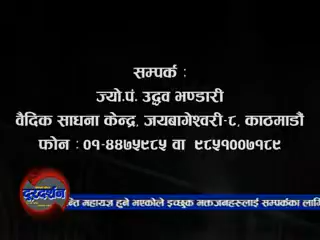 सम्पर्क :
ज्यो.पं. उद्धव भण्डारी
वैदिक साधना केन्द्र, जयबागेश्वरी-८, काठमाडौ
फोन : ०१-४४७५९८५ वा ९८५१००७१८९
दूरदर्शन
महायज्ञ हुने भएकोले इच्छुक भक्तजनहरुलाई सम्पर्कका